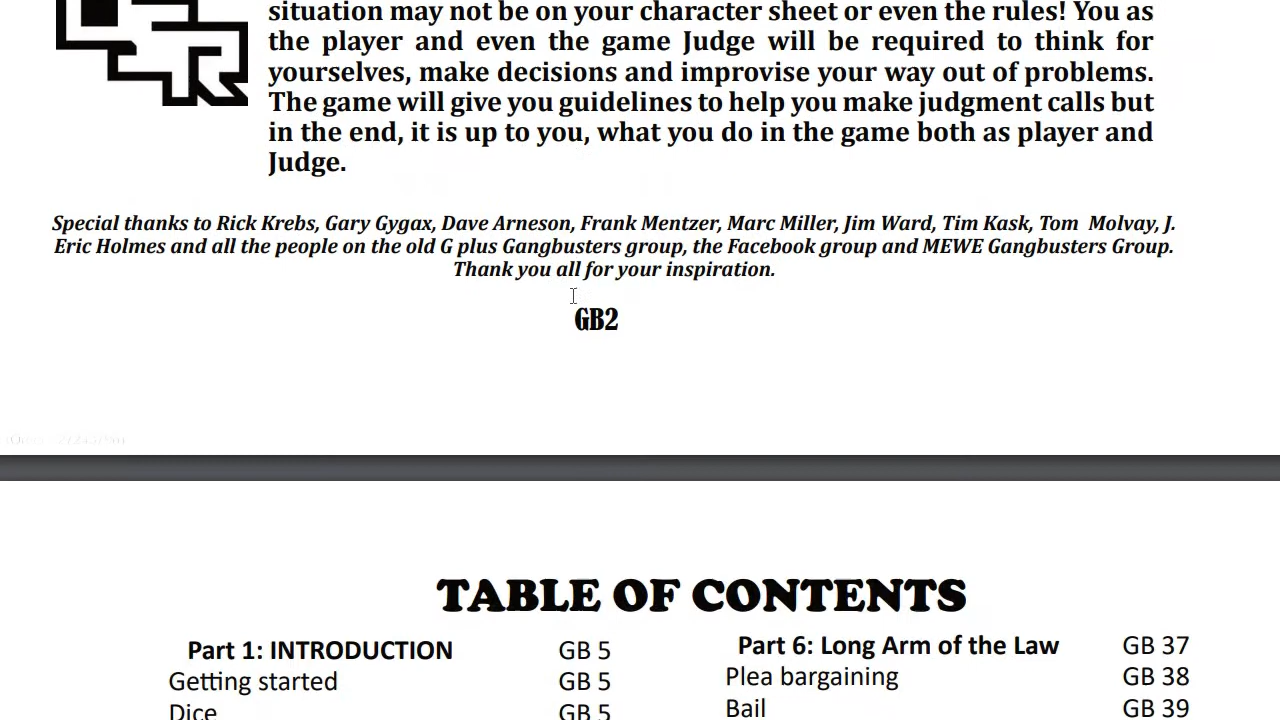 situation may not be on your character sheet or even the rules! You as
the player and even the game Judge will be required to think for
yourselves, make decisions and improvise your way out of problems.
The game will give you guidelines to help you make judgment calls but
in the end, it is up to you, what you do in the game both as player and
Judge.
Special thanks to Rick Krebs, Gary Gygax, Dave Arneson, Frank Mentzer, Marc Miller, Jim Ward, Tim Kask, Tom Molvay, J.
Eric Holmes and all the people on the old G plus Gangbusters group, the Facebook group and MEWE Gangbusters Group.
Thank you all for your inspiration.
GB2
TABLE OF CONTENTS
Part 1: INTRODUCTION GB 5
Getting started GB 5
Dice GB 5
Part 6: Long Arm of the Law GB 37
Plea bargaining GB 38
Bail GB 39